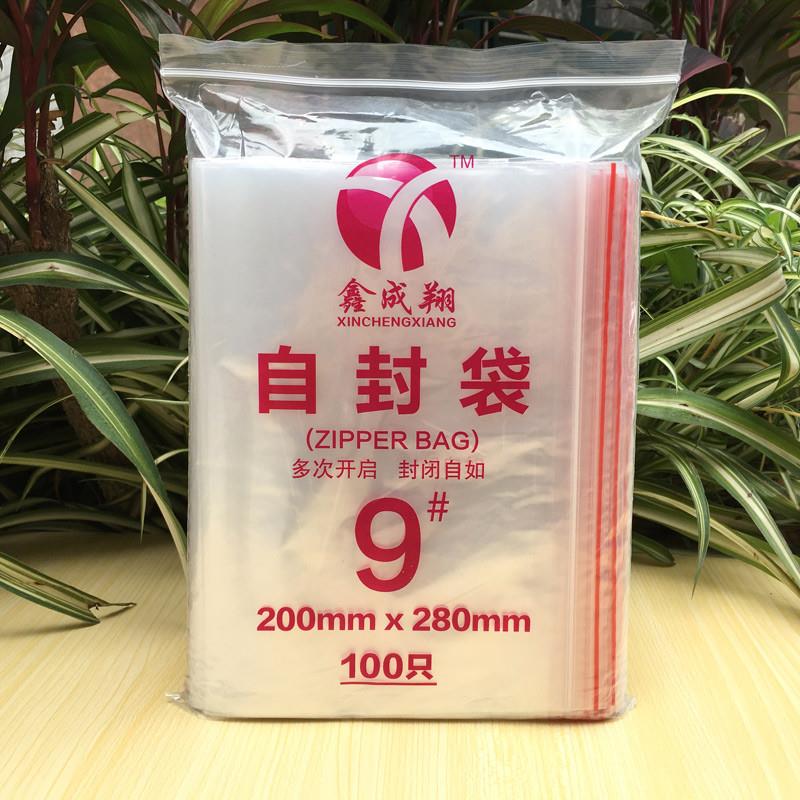 TM
鑫成翔
XINCHENGXIANG
自封袋
(ZIPPER BAG)
多次开启 封闭自如
9#
200mm x 280mm
100只